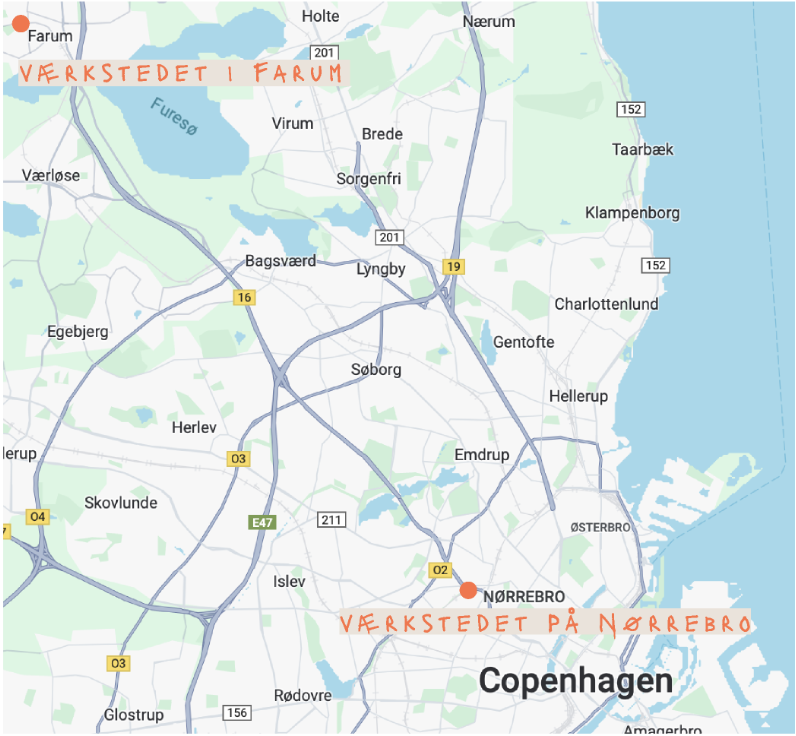 Holte
Nærum
Farum
201
VÆRKSTEDET I FARUM
Furesø
152
Virum
Brede
Taarbæk
Værløse
Sorgenfri
Klampenborg
201
Bagsværd
Lyngby
19
152
16
Charlottenlund
Egebjerg
Gentofte
Søborg
Hellerup
Herlev
lerup
O3
Emdrup
Skovlunde
O4
7
E47
211
ØSTERBRO
O2
Islev
NØRREBRO
VÆRKSTEDET PÅ NØRREBRO
O3
Copenhagen
Rødovre
Glostrup
156
Amagerbro